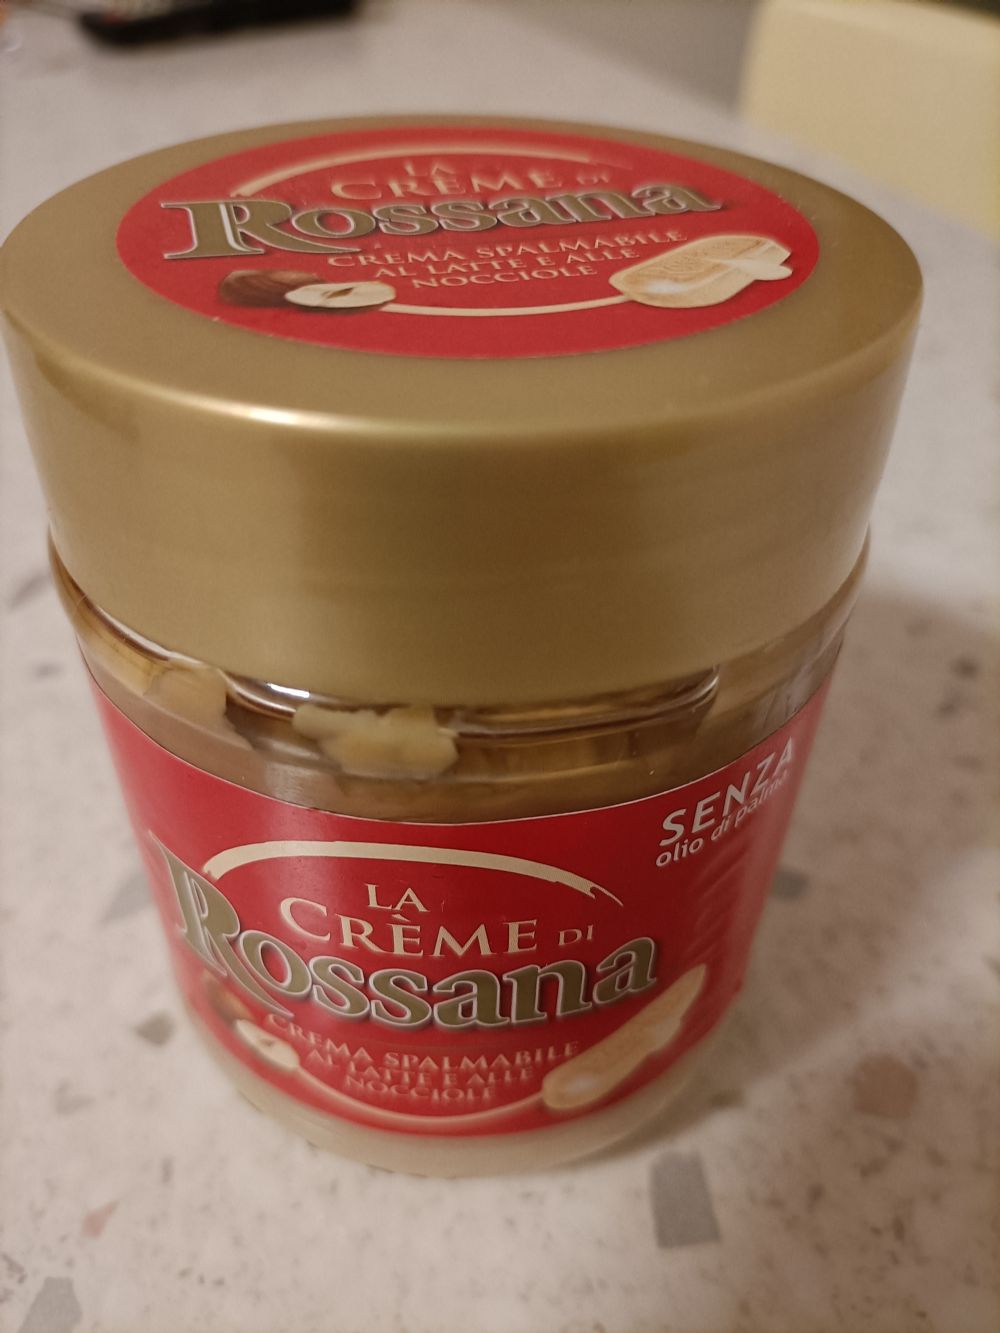 LA
CRÈME DI
Rossana
CREMA SPALMABILE
AL LATTE E ALLE
NOCCIOLE
SENZA
olio di palma
LA
CRÈME DI
Rossana
CREMA SPALMABILE
AL LATTE E ALLE
NOCCIOLE